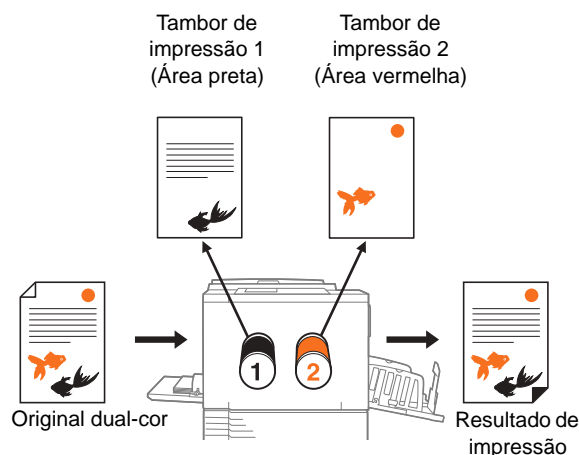 Tambor de
impressão 1
(Área preta)
Tambor de
impressão 2
(Área vermelha)
1
2
Original dual-cor
Resultado de
impressão